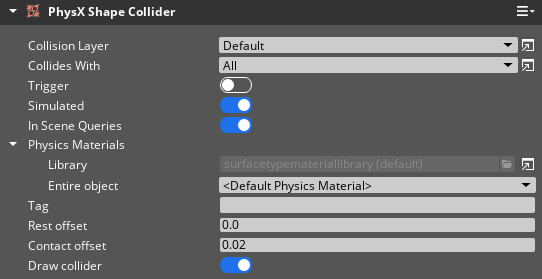 PhysX Shape Collider
Collision Layer Default
Collides With All
Trigger
Simulated
In Scene Queries
Physics Materials
Library surfacetypemateriallibrary (default)
Entire object <Default Physics Material>
Tag
Rest offset 0.0
Contact offset 0.02
Draw collider